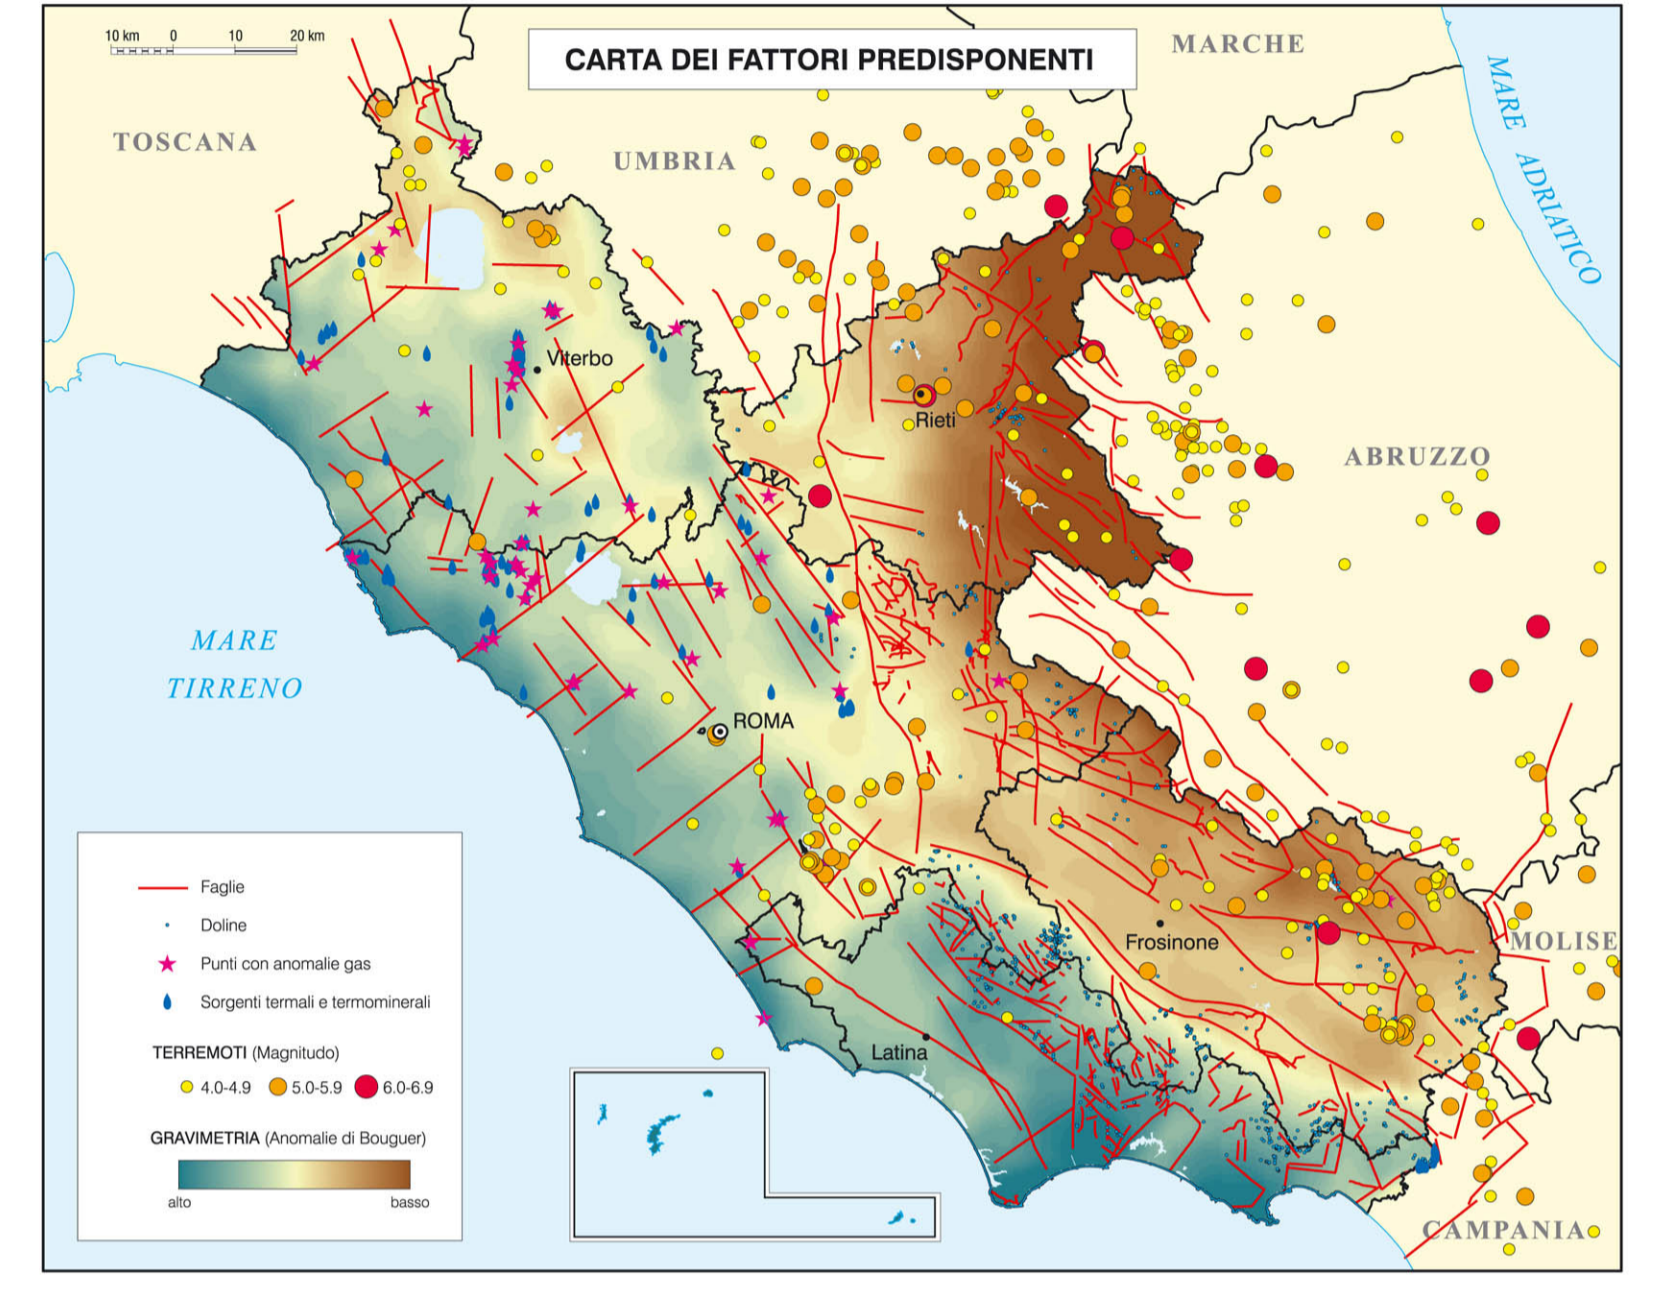 10 km 0 10 20 km
CARTA DEI FATTORI PREDISPONENTI
MARCHE
MARE ADRIATICO
TOSCANA
UMBRIA
Viterbo
Rieti
ABRUZZO
MARE
TIRRENO
ROMA
Faglie
Doline
Punti con anomalie gas
Sorgenti termali e termominerali
TERREMOTI (Magnitudo)
4.0-4.9 5.0-5.9 6.0-6.9
GRAVIMETRIA (Anomalie di Bouguer)
alto basso
Frosinone
MOLISE
Latina
CAMPANIA